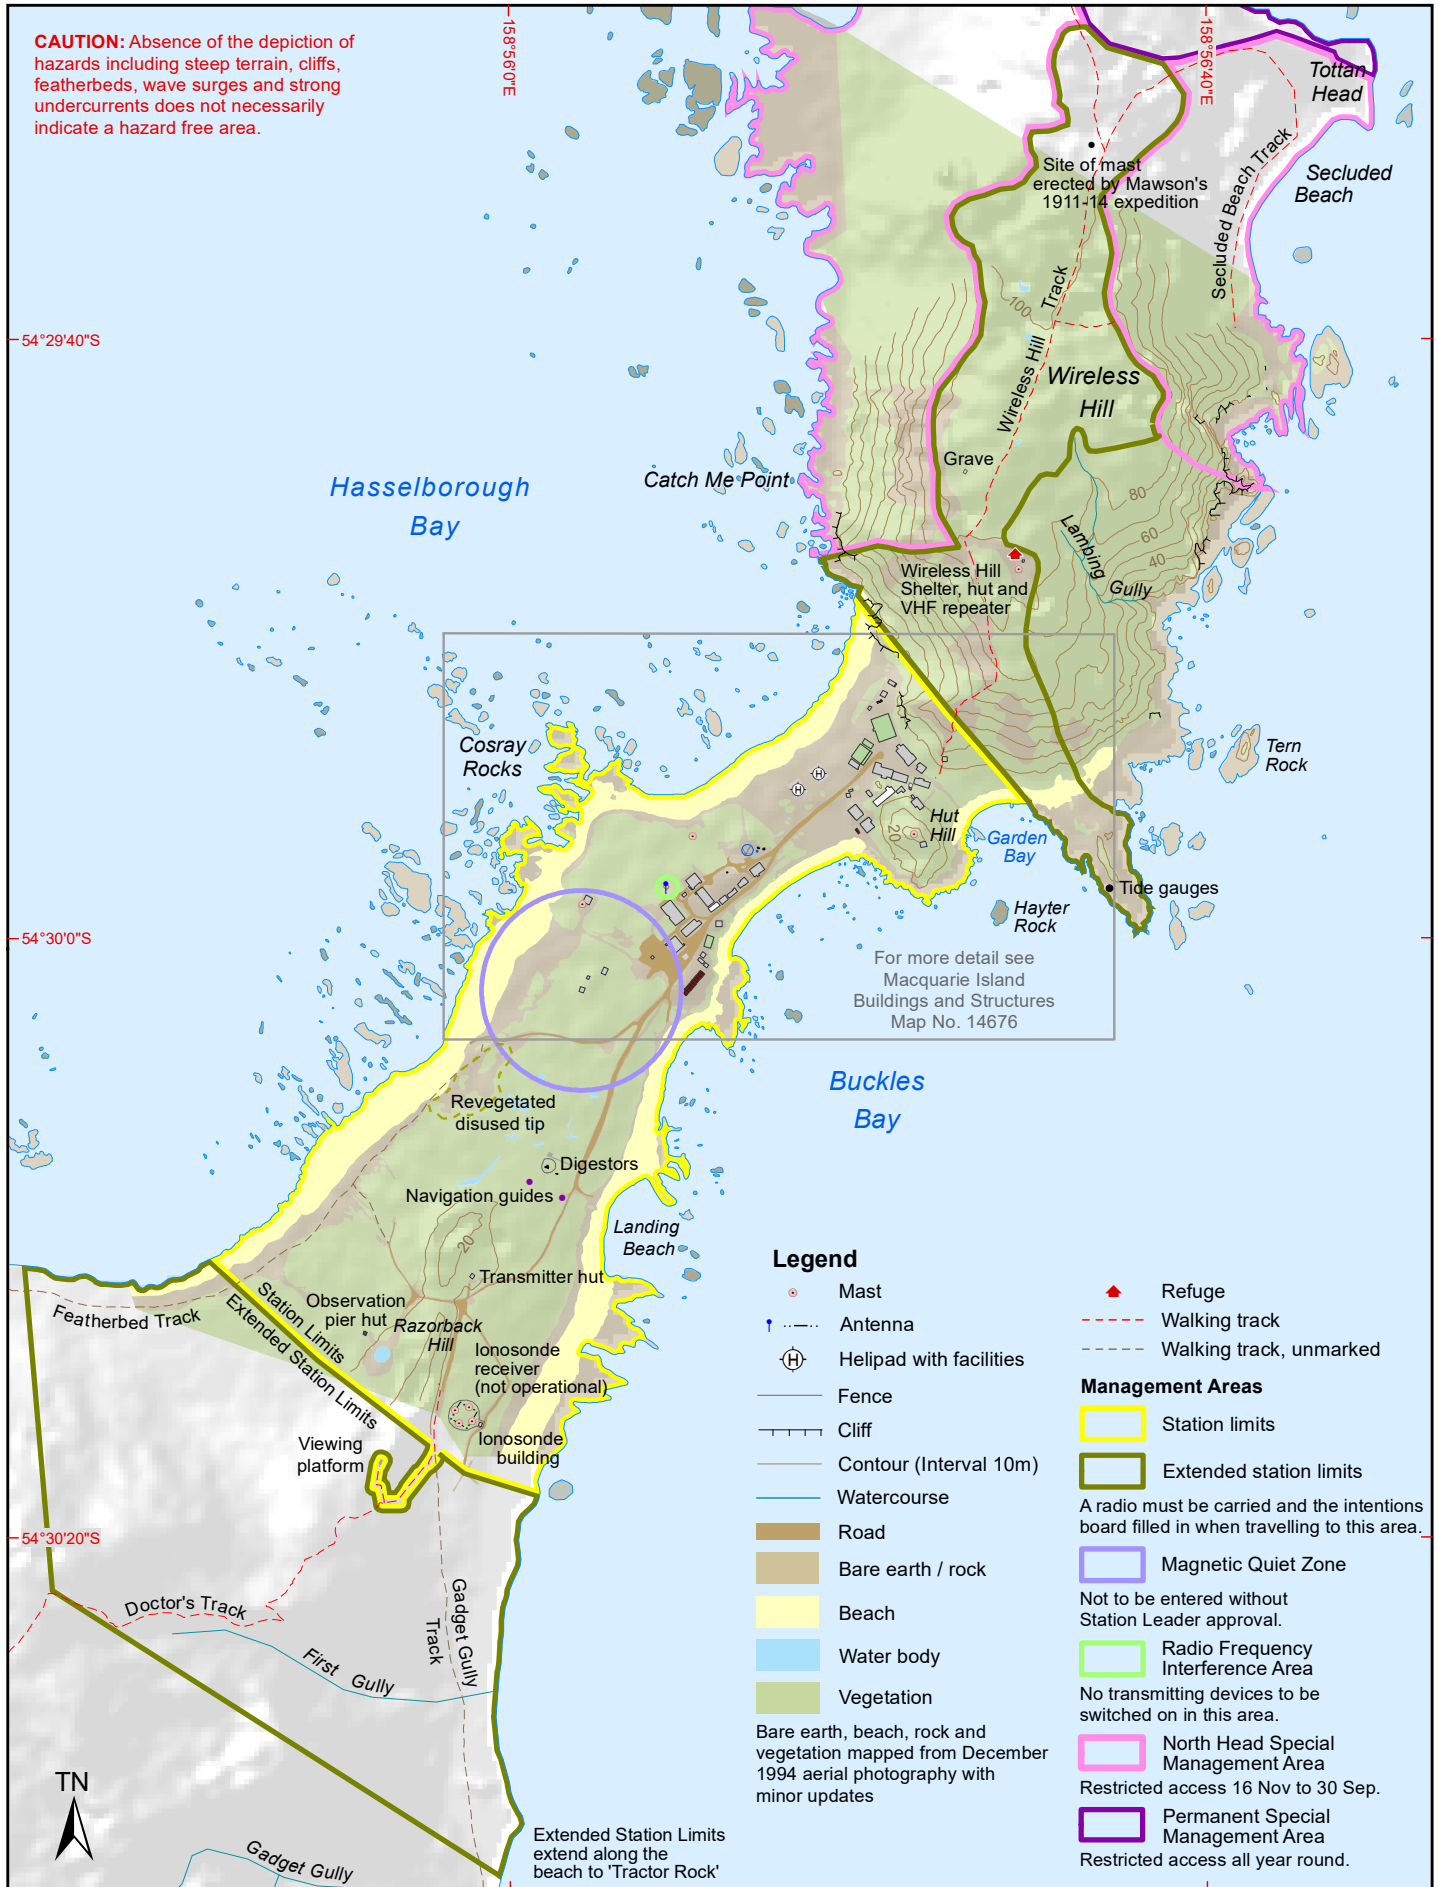 CAUTION: Absence of the depiction of
hazards including steep terrain, cliffs,
featherbeds, wave surges and strong
undercurrents does not necessarily
indicate a hazard free area.
158°56'0"E
158°56'40"E
Tottan
Head
Site of mast
erected by Mawson's
1911-14 expedition
Secluded Beach Track
Secluded
Beach
100
Wireless Hill Track
54°29'40"S
Wireless
Hill
Grave
Catch Me Point
Hasselborough
Bay
80
60
40
Lambing
Gully
Wireless Hill
Shelter, hut and
VHF repeater
Cosray
Rocks
Tern
Rock
H
H
20
Hut
Hill
Garden
Bay
Tide gauges
Hayter
Rock
54°30'0"S
For more detail see
Macquarie Island
Buildings and Structures
Map No. 14676
Buckles
Bay
Revegetated
disused tip
Digestors
Navigation guides
Landing
Beach
20
Transmitter hut
Featherbed Track
Station Limits
Extended Station Limits
Observation
pier hut
Razorback
Hill
Ionosonde
receiver
(not operational)
Ionosonde
building
Viewing
platform
54°30'20"S
Doctor's Track
First Gully
Gadget Gully
Track
TN
Gadget Gully
Extended Station Limits
extend along the
beach to 'Tractor Rock'
Legend
Mast
Antenna
H
Helipad with facilities
Fence
Cliff
Contour (Interval 10m)
Watercourse
Road
Bare earth / rock
Beach
Water body
Vegetation
Bare earth, beach, rock and
vegetation mapped from December
1994 aerial photography with
minor updates
Refuge
Walking track
Walking track, unmarked
Management Areas
Station limits
Extended station limits
A radio must be carried and the intentions
board filled in when travelling to this area.
Magnetic Quiet Zone
Not to be entered without
Station Leader approval.
Radio Frequency
Interference Area
No transmitting devices to be
switched on in this area.
North Head Special
Management Area
Restricted access 16 Nov to 30 Sep.
Permanent Special
Management Area
Restricted access all year round.